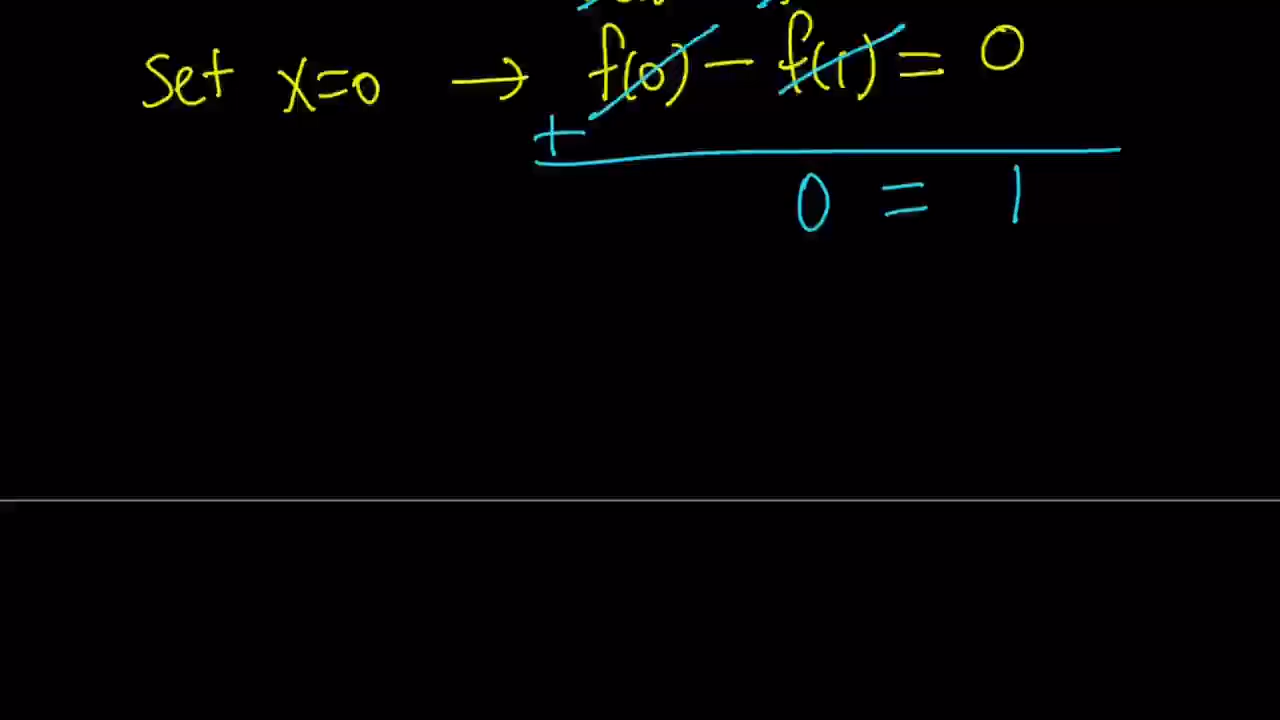 Set x=0 → f(0) - f(1) = 0
+
0 = 1